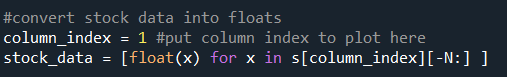 #convert stock data into floats
column_index = 1 #put column index to plot here
stock_data = [float(x) for x in s[column_index][-N:] ]